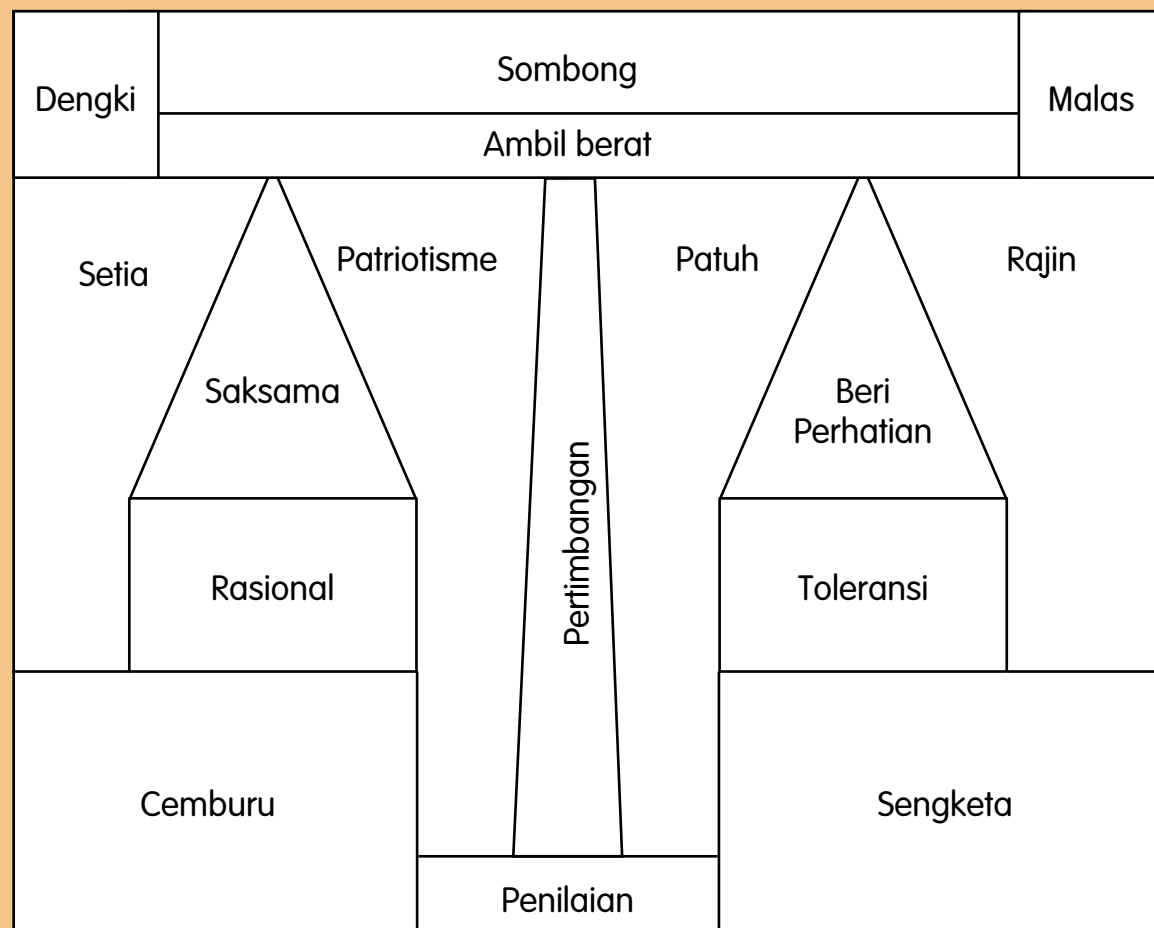 Dengki
Sombong
Malas
Ambil berat
Setia
Patriotisme
Patuh
Rajin
Saksama
Beri
Perhatian
Pertimbangan
Rasional
Toleransi
Cemburu
Sengketa
Penilaian